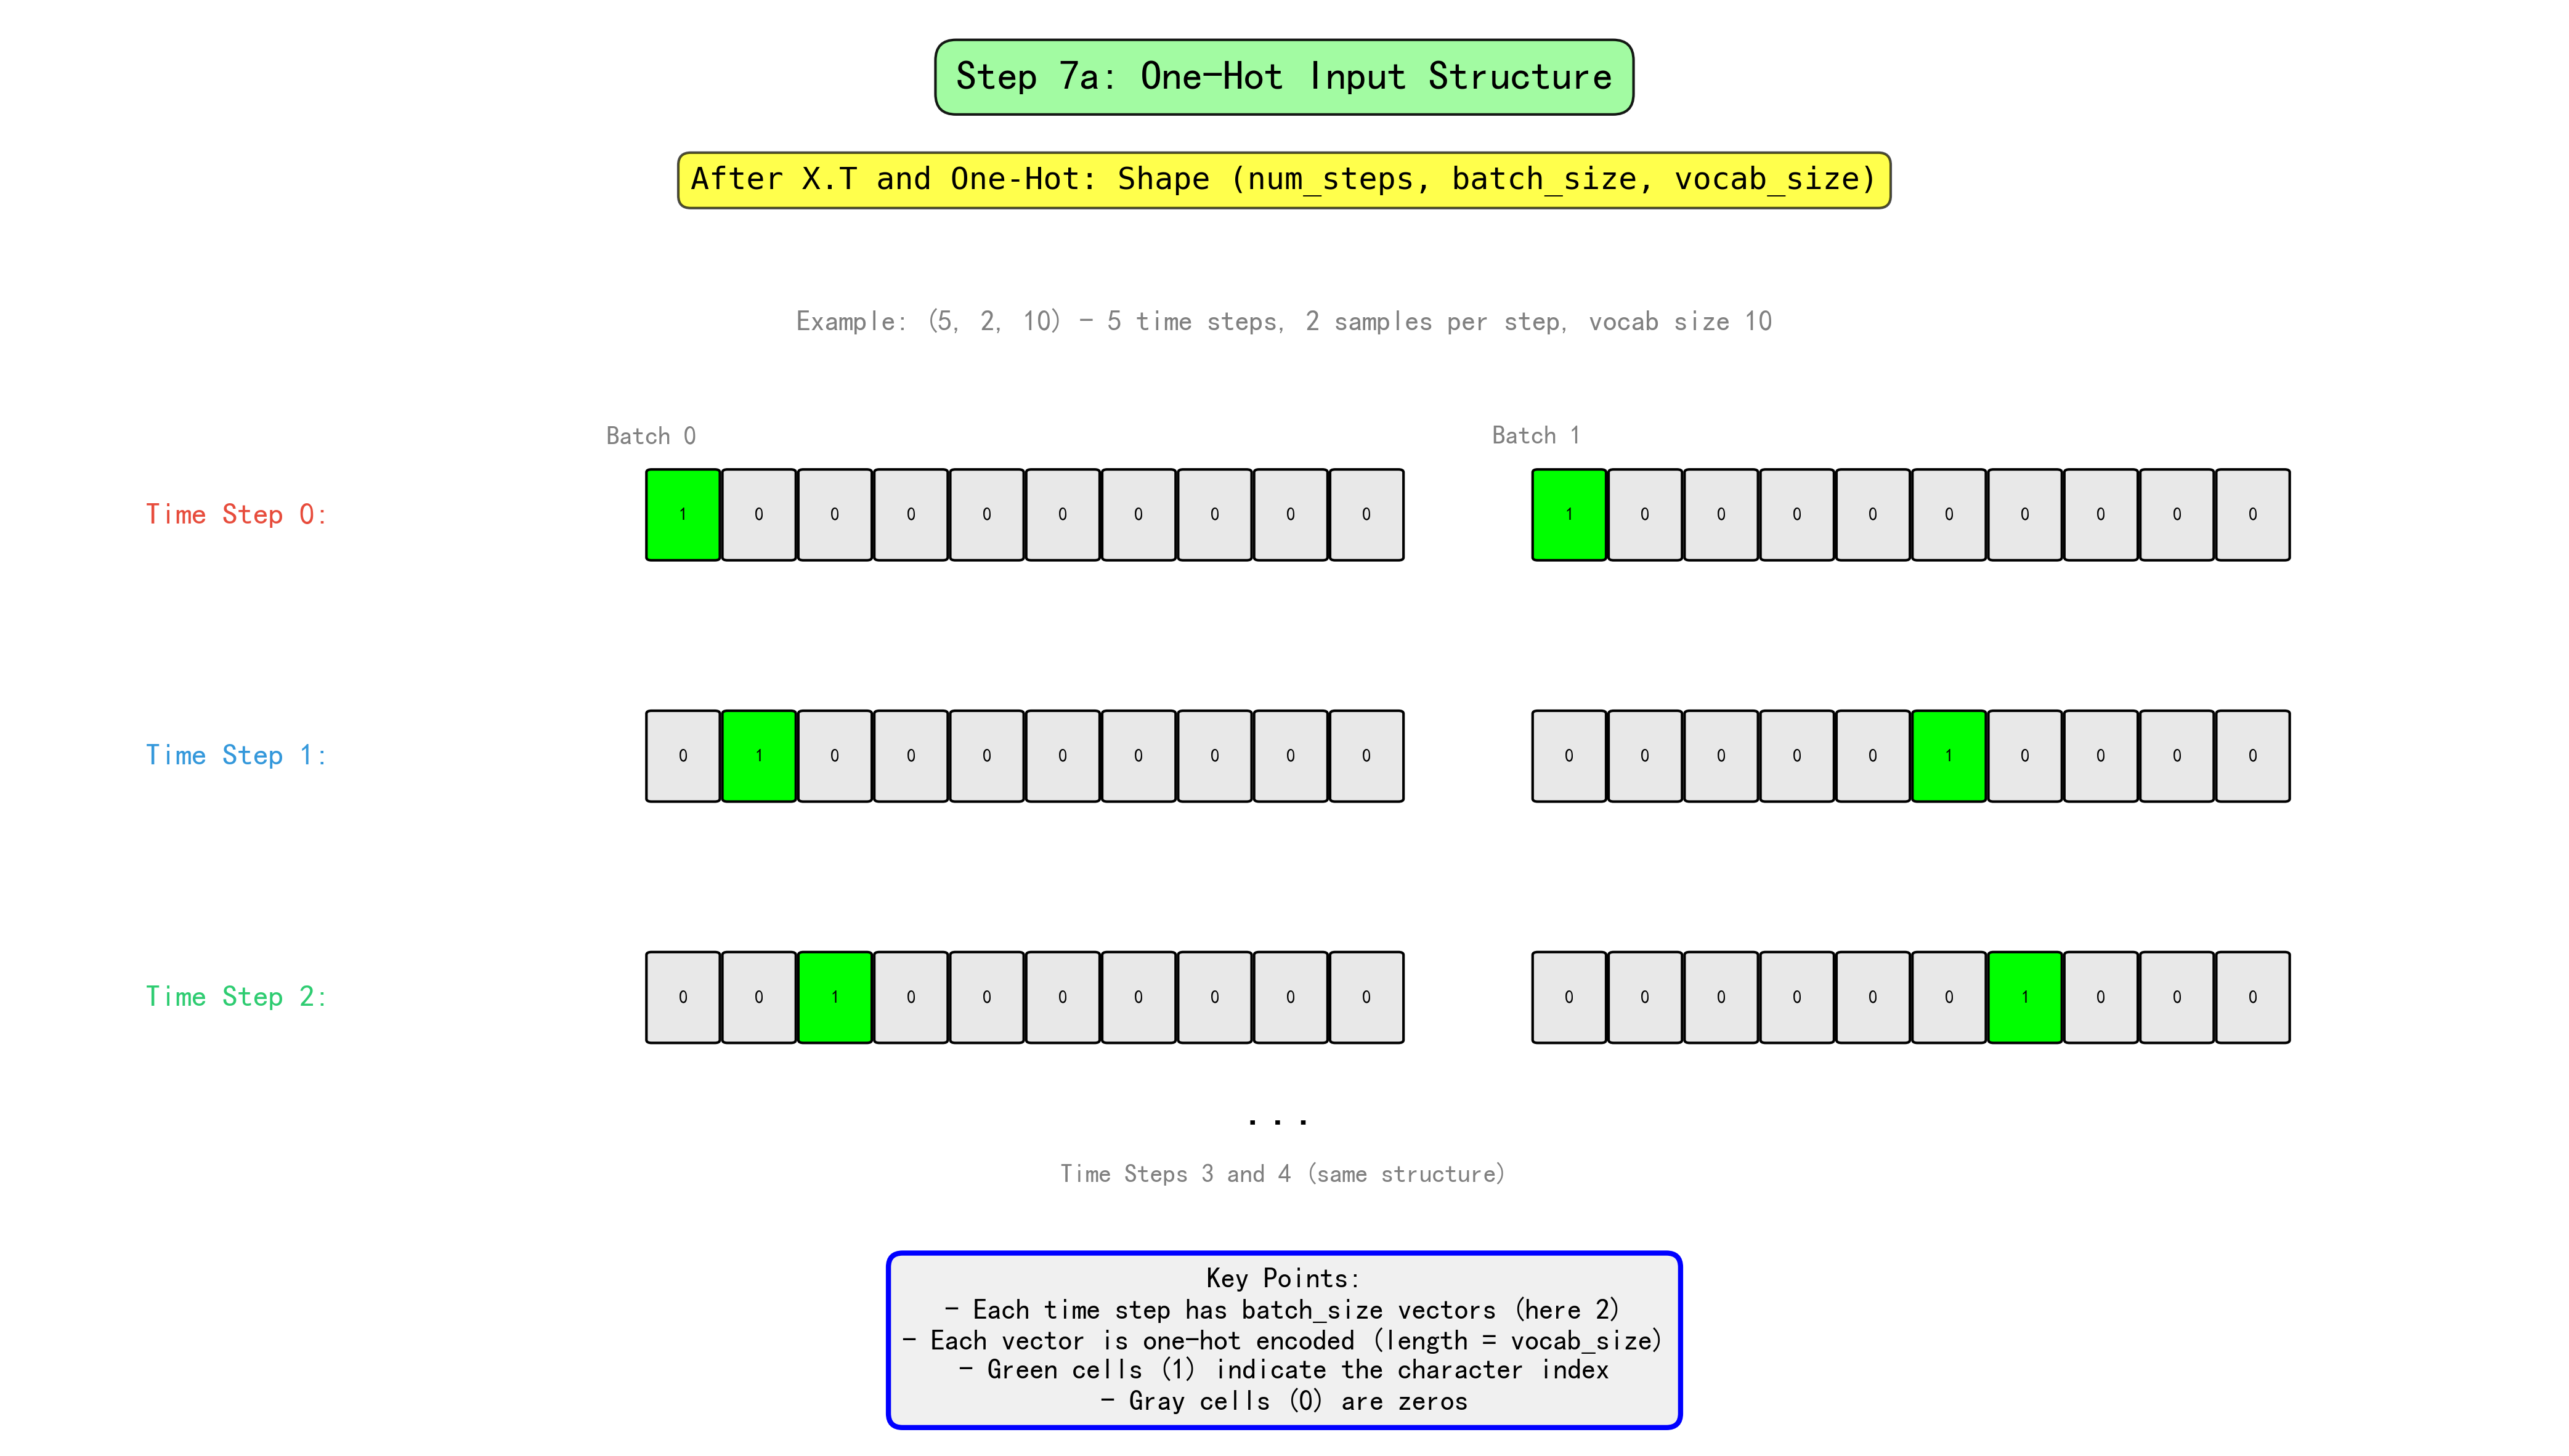 Step 7a: One-Hot Input Structure
After X.T and One-Hot: Shape (num_steps, batch_size, vocab_size)
Example: (5, 2, 10) - 5 time steps, 2 samples per step, vocab size 10
Batch 0 Batch 1
Time Step 0: 1 0 0 0 0 0 0 0 0 0 1 0 0 0 0 0 0 0 0 0
Time Step 1: 0 1 0 0 0 0 0 0 0 0 0 0 0 0 0 1 0 0 0 0
Time Step 2: 0 0 1 0 0 0 0 0 0 0 0 0 0 0 0 0 1 0 0 0
...
Time Steps 3 and 4 (same structure)
Key Points:
- Each time step has batch_size vectors (here 2)
- Each vector is one-hot encoded (length = vocab_size)
- Green cells (1) indicate the character index
- Gray cells (0) are zeros